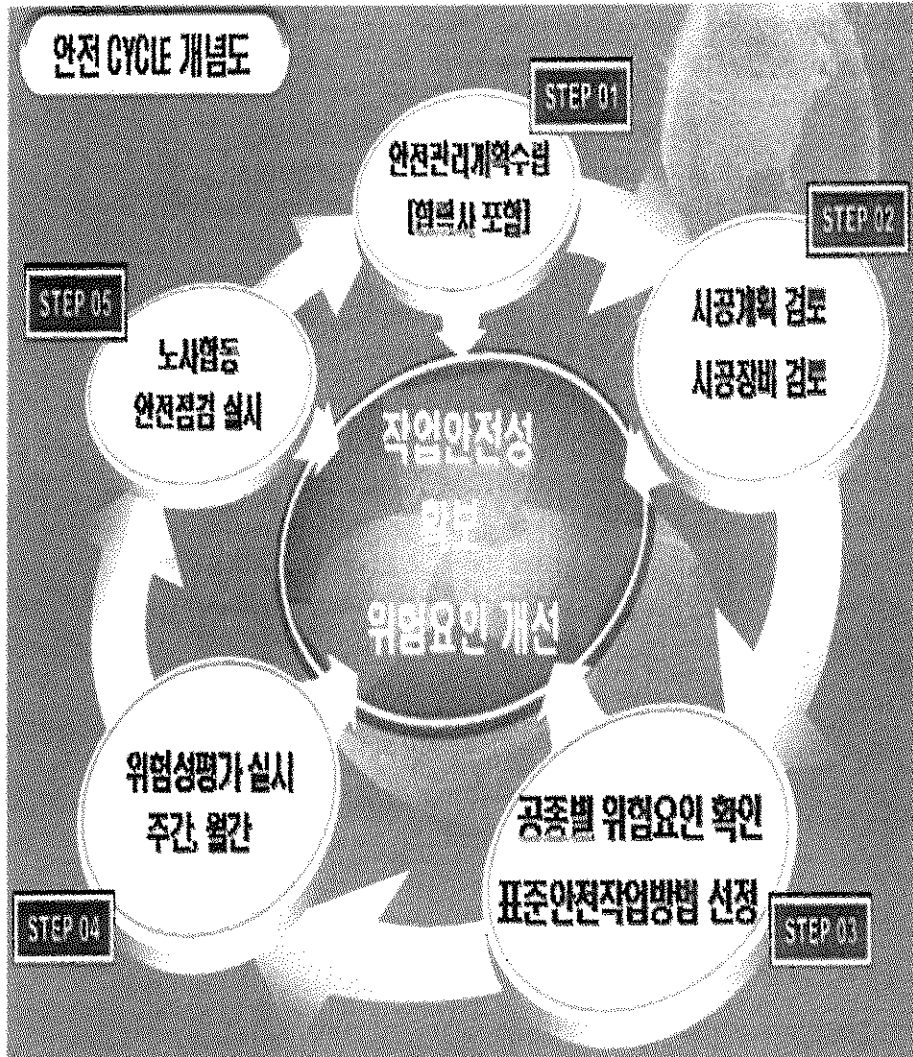 안전 CYCLE 개념도
STEP 01
안전관리계획수립
[협력사 포함]
STEP 02
시공계획 검토
시공장비 검토
STEP 05
노사협동
안전점검 실시
작업안전성
확보
위험요인 개선
위험성평가 실시
주간, 월간
STEP 04
공종별 위험요인 확인
표준안전작업방법 선정
STEP 03